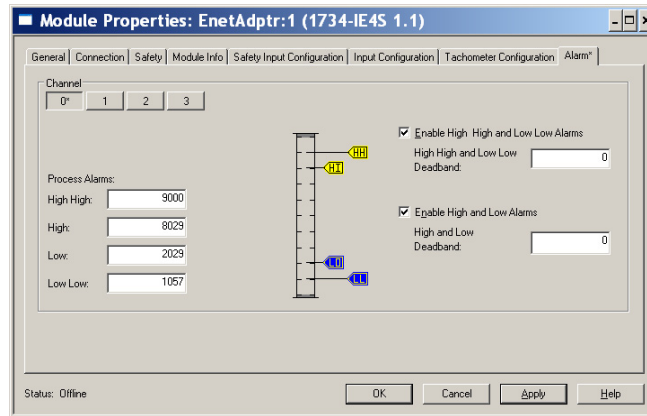 Module Properties: EnetAdptr:1 (1734-IE4S 1.1)
General Connection Safety Module Info Safety Input Configuration Input Configuration Tachometer Configuration Alarm*
Channel
0* 1 2 3
Enable High High and Low Low Alarms
HH
High High and Low Low
Deadband: 0
HI
Process Alarms:
High High: 9000
Enable High and Low Alarms
High: 8029
High and Low
Deadband: 0
Low: 2029
LO
Low Low: 1057
LL
Status: Offline OK Cancel Apply Help